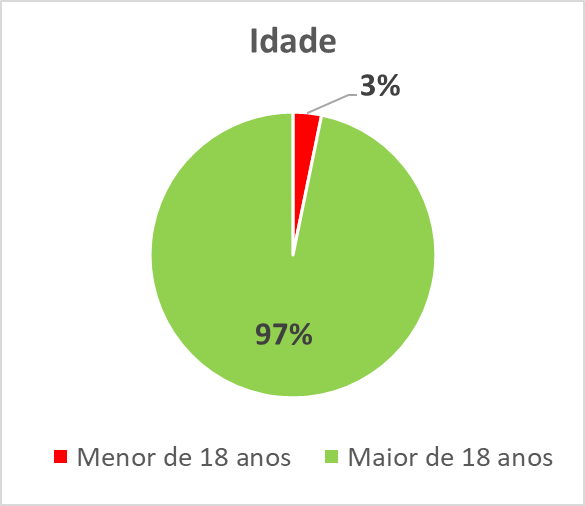 Idade
3%
97%
Menor de 18 anos
Maior de 18 anos